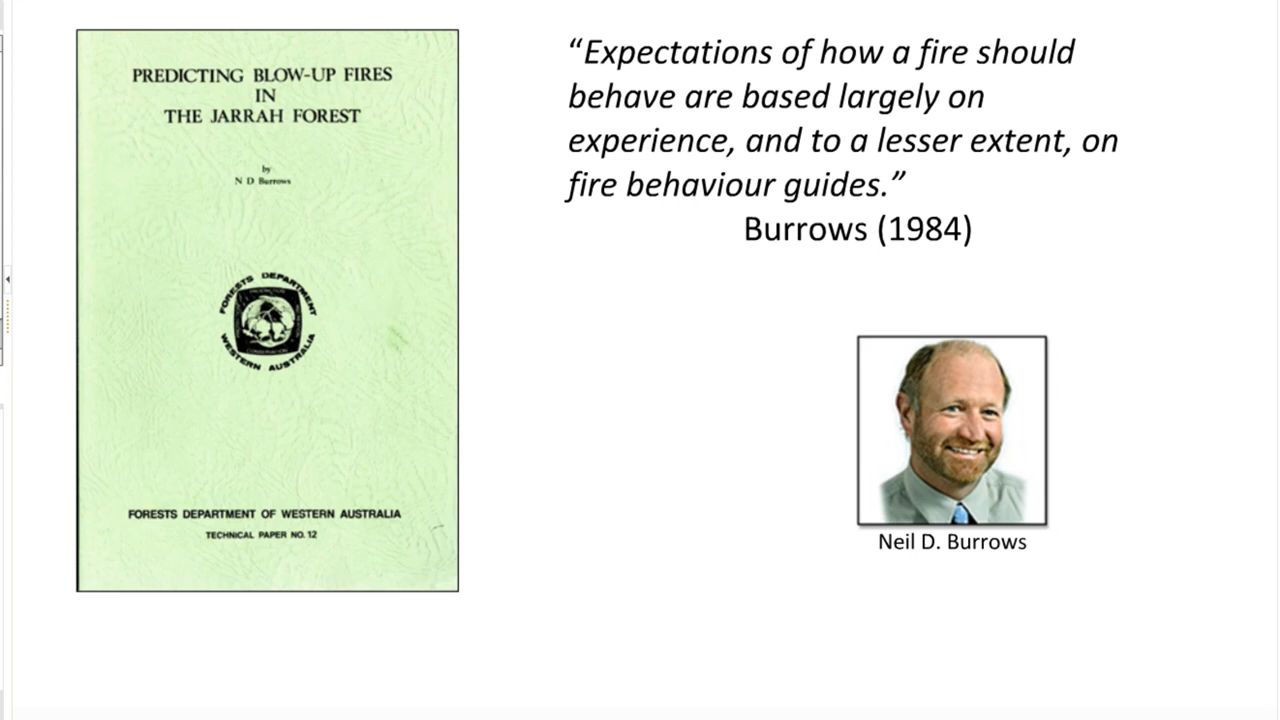 PREDICTING BLOW-UP FIRES
IN
THE JARRAH FOREST
by
N D Burrows
FORESTS DEPARTMENT
WESTERN AUSTRALIA
FORESTS DEPARTMENT OF WESTERN AUSTRALIA
TECHNICAL PAPER NO. 12
“Expectations of how a fire should
behave are based largely on
experience, and to a lesser extent, on
fire behaviour guides.”
Burrows (1984)
Neil D. Burrows